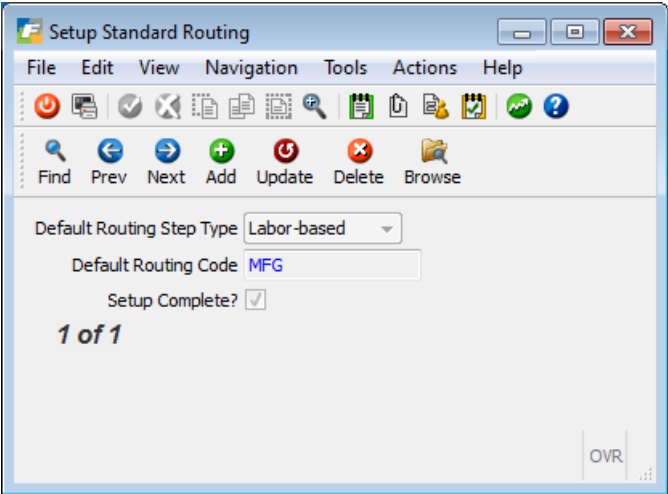 Setup Standard Routing
File Edit View Navigation Tools Actions Help
Find Prev Next Add Update Delete Browse
Default Routing Step Type Labor-based
Default Routing Code MFG
Setup Complete?
1 of 1
OVR